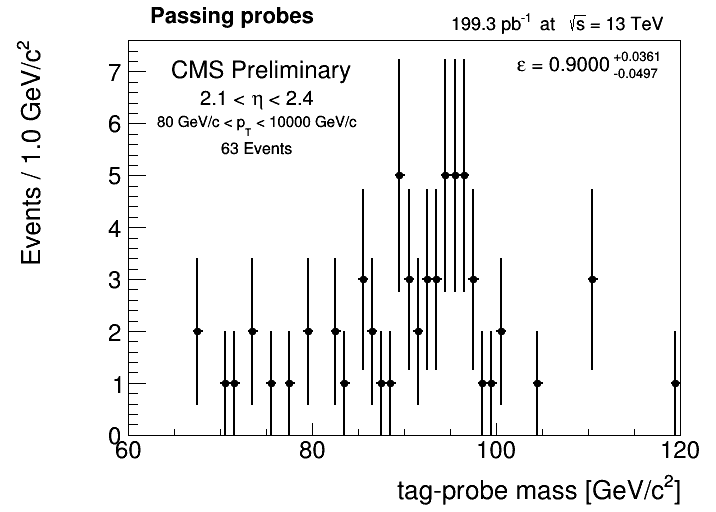 Passing probes
199.3 pb⁻¹ at √s = 13 TeV
CMS Preliminary
ε = 0.9000 +0.0361 -0.0497
2.1 < η < 2.4
80 GeV/c < p_T < 10000 GeV/c
63 Events
Events / 1.0 GeV/c²
7
6
5
4
3
2
1
0
60 80 100 120
tag-probe mass [GeV/c²]